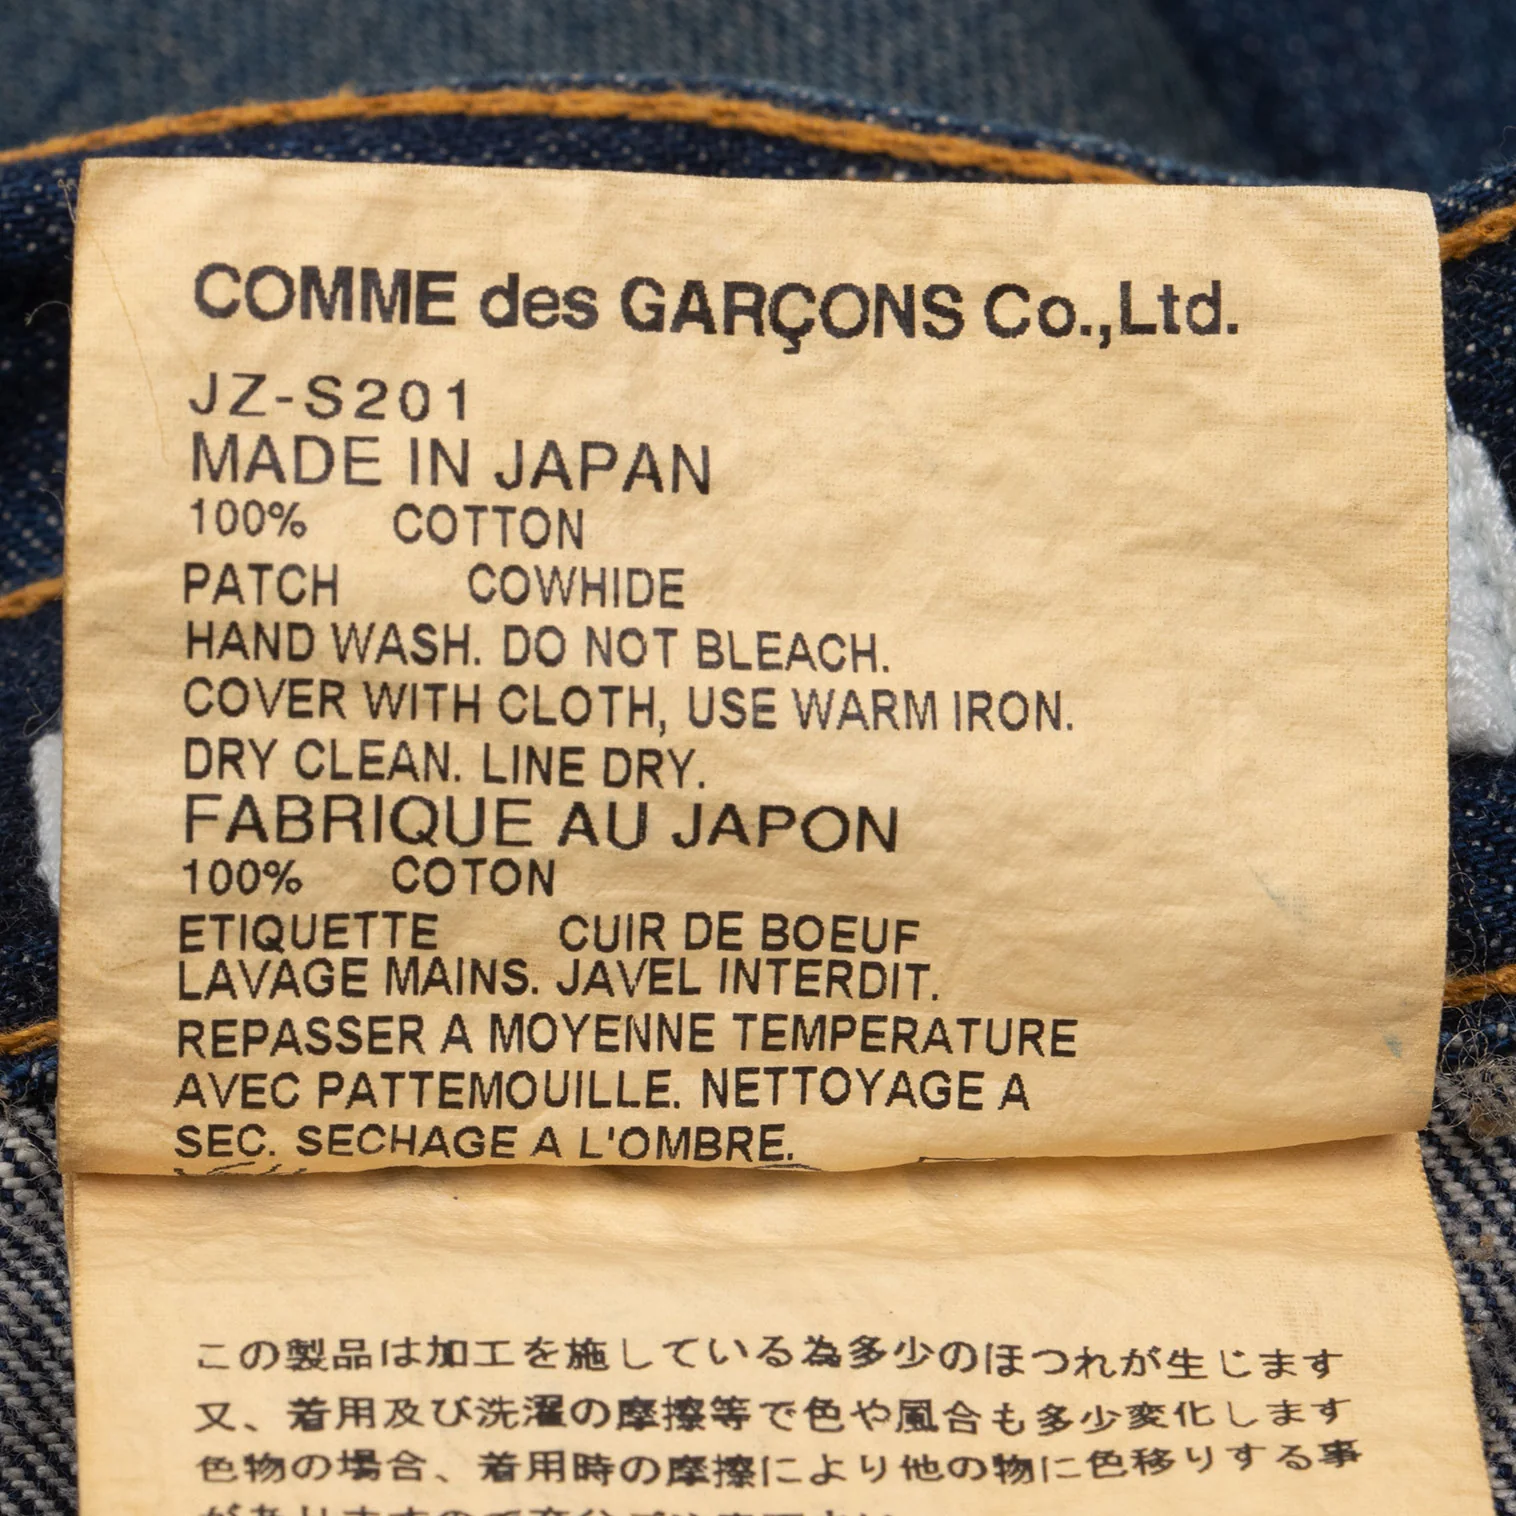 COMME des GARÇONS Co.,Ltd.
JZ-S201
MADE IN JAPAN
100% COTTON
PATCH COWHIDE
HAND WASH. DO NOT BLEACH.
COVER WITH CLOTH, USE WARM IRON.
DRY CLEAN. LINE DRY.
FABRIQUE AU JAPON
100% COTON
ETIQUETTE CUIR DE BOEUF
LAVAGE MAINS. JAVEL INTERDIT.
REPASSER A MOYENNE TEMPERATURE
AVEC PATTEMOUILLE. NETTOYAGE A
SEC. SECHAGE A L'OMBRE.
この製品は加工を施している為多少のほつれが生じます
又、着用及び洗濯の摩擦等で色や風合も多少変化します
色物の場合、着用時の摩擦により他の物に色移りする事